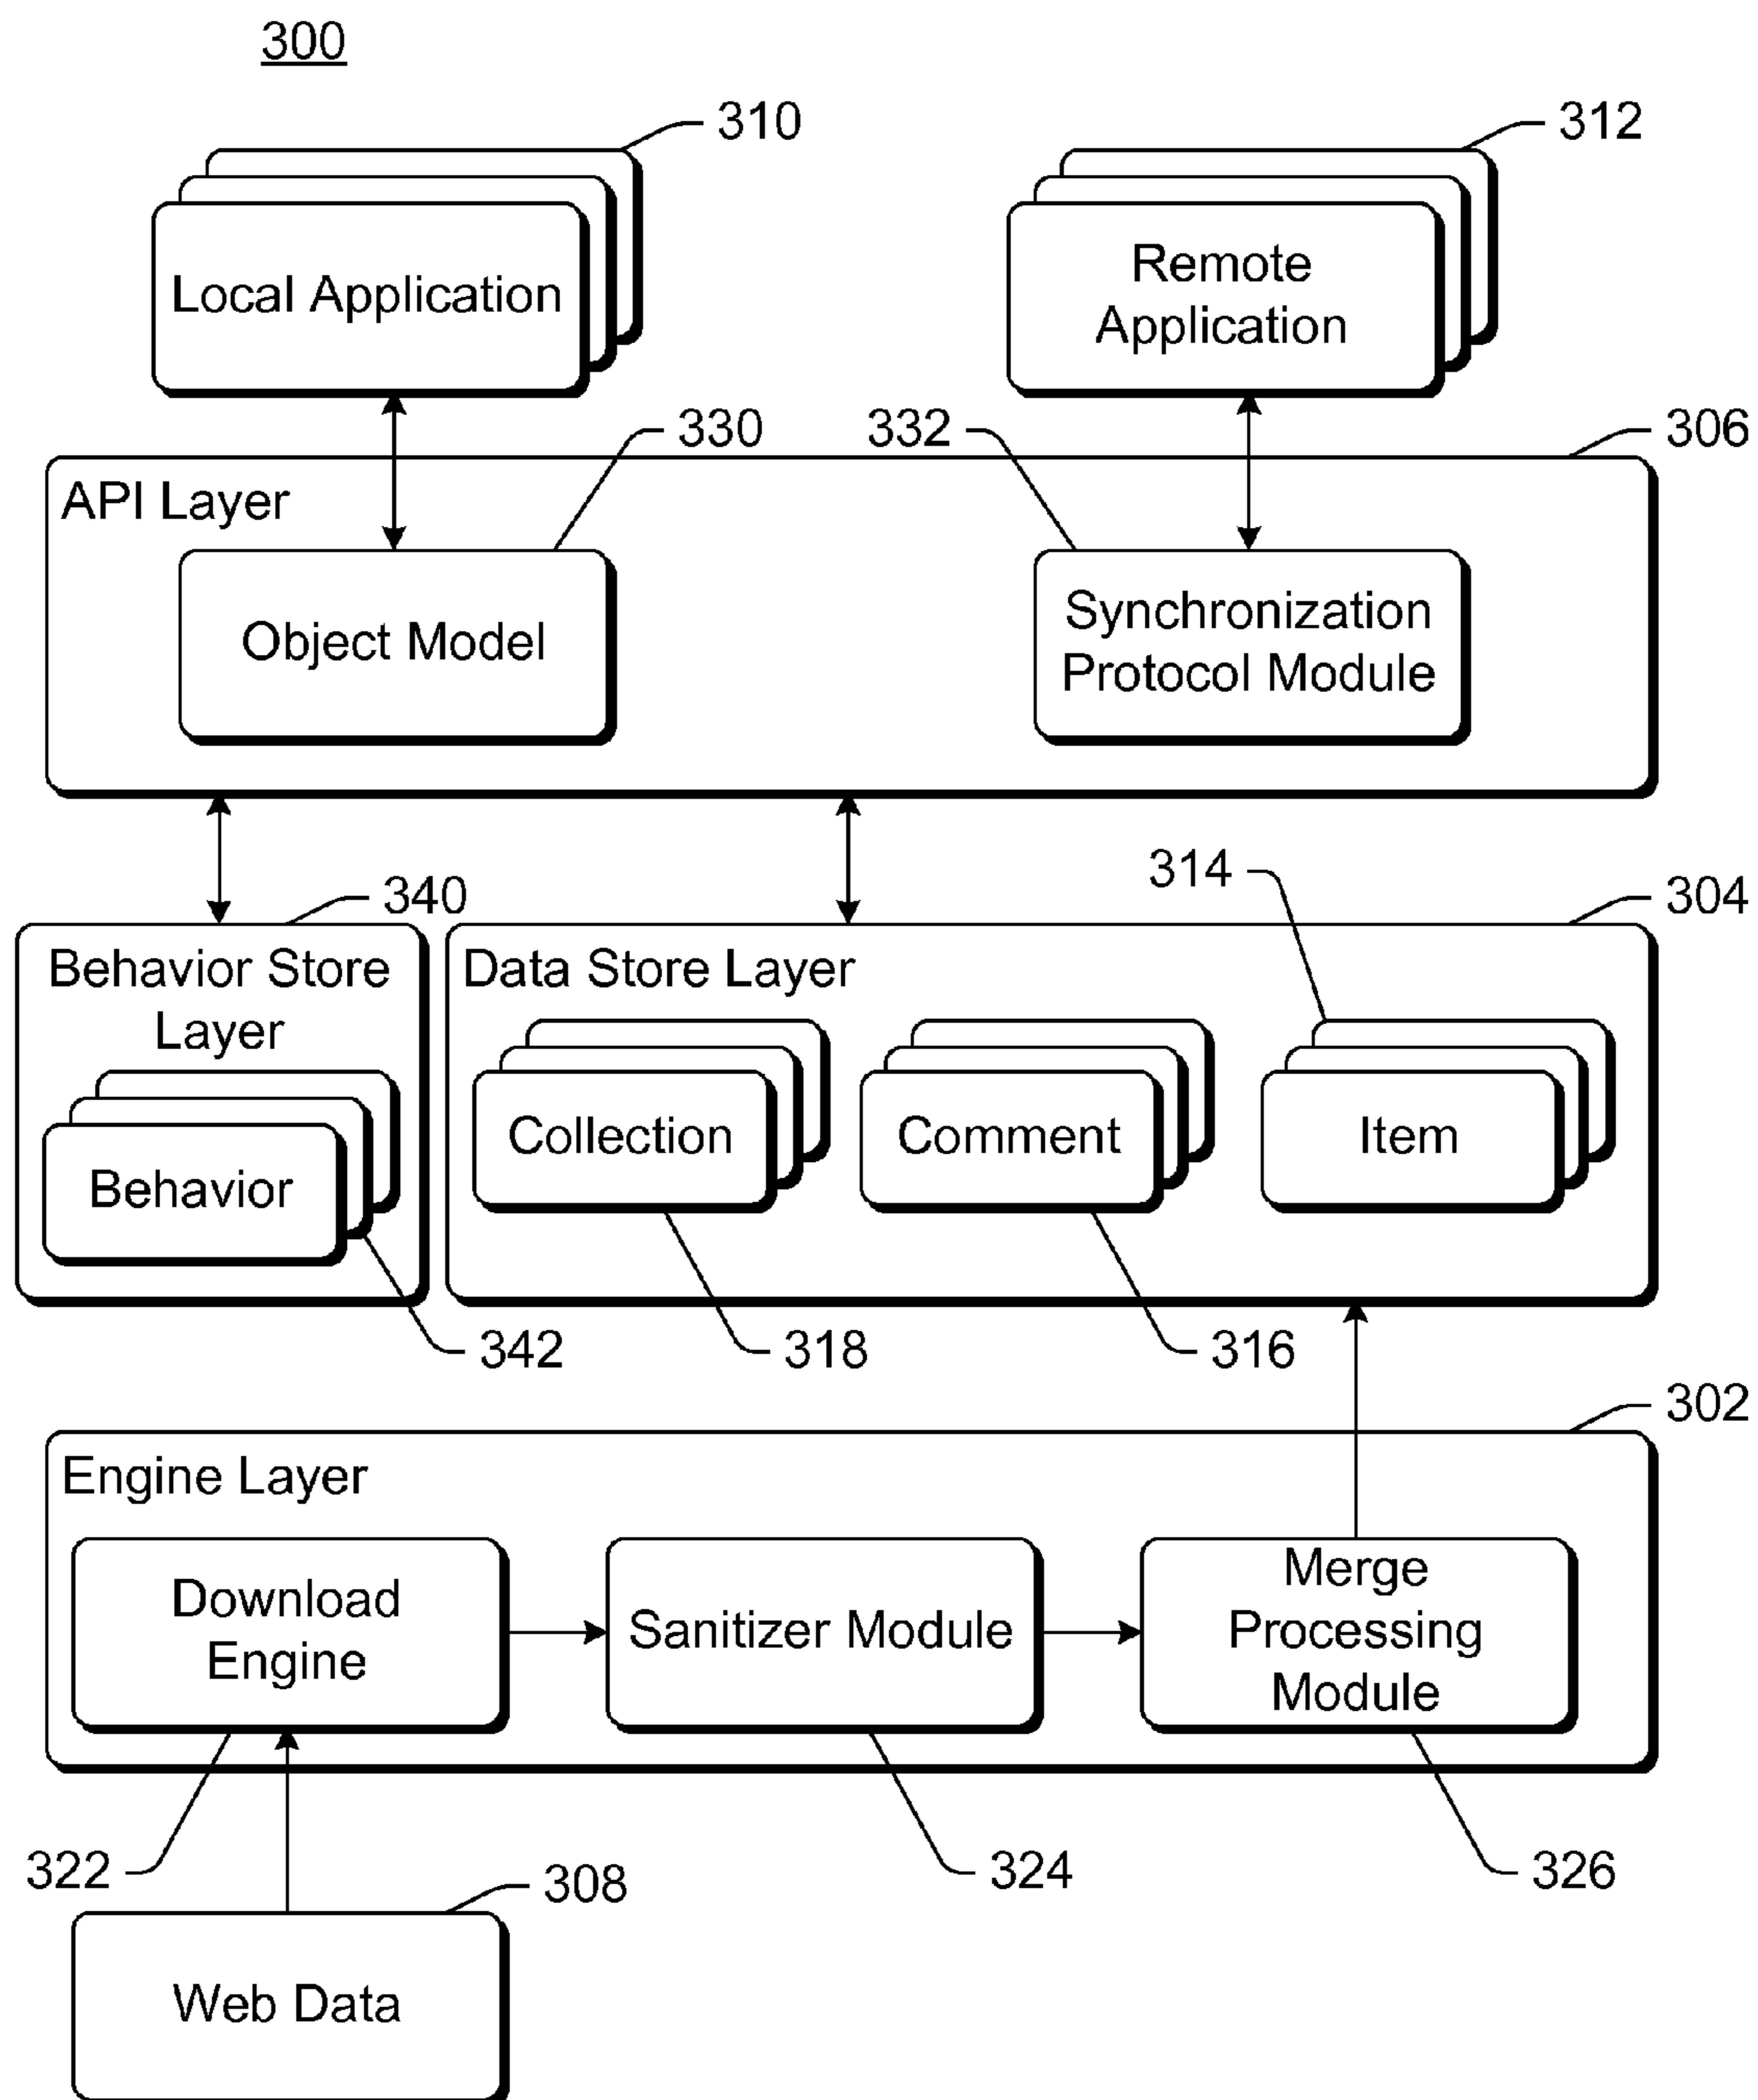 300
310
312
Local Application
Remote
Application
330
332
306
API Layer
Object Model
Synchronization
Protocol Module
340
314
304
Behavior Store
Layer
Data Store Layer
Collection
Comment
Item
Behavior
342
318
316
302
Engine Layer
Download
Engine
Sanitizer Module
Merge
Processing
Module
322
324
326
308
Web Data